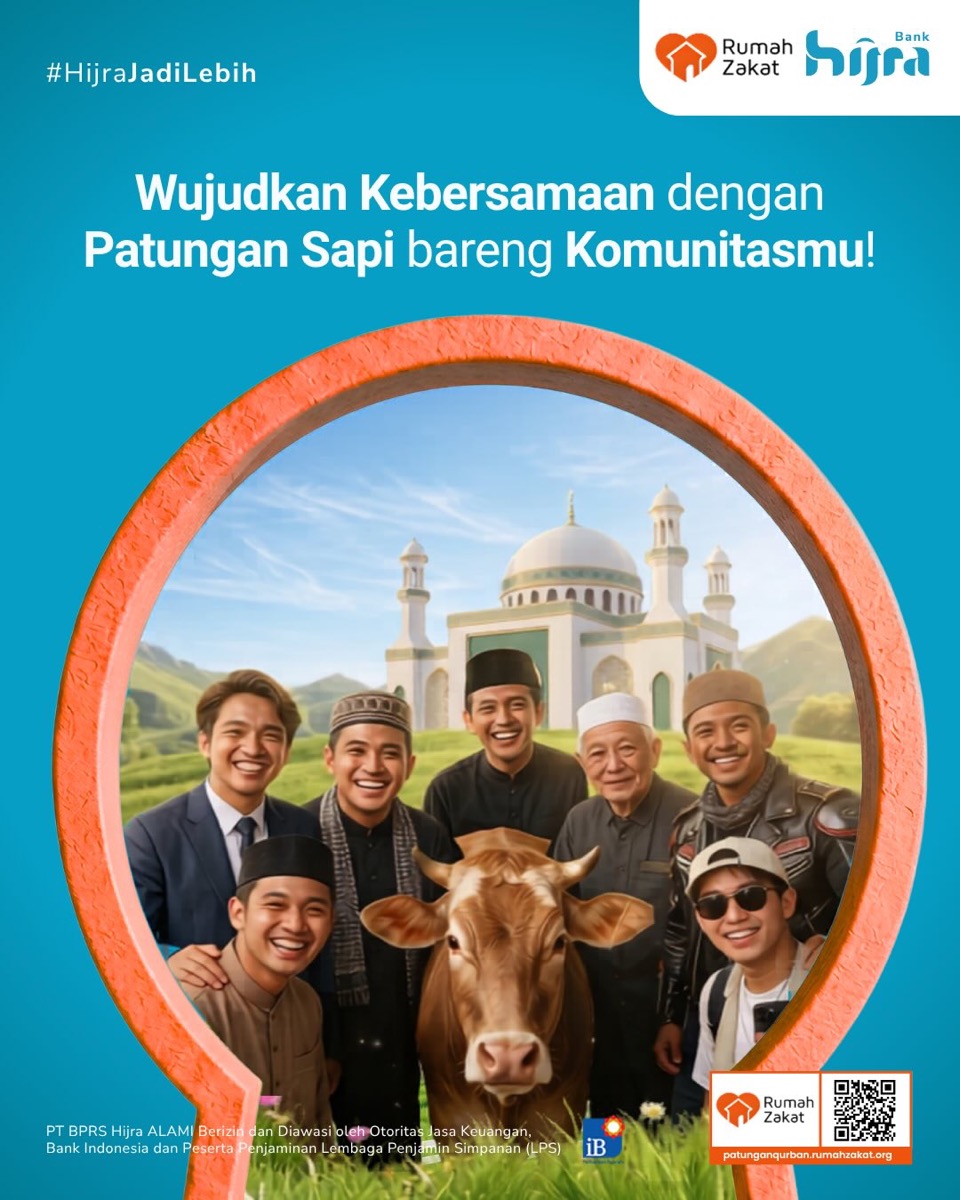 #HijraJadiLebih
Rumah
Zakat
Bank
hijra
Wujudkan Kebersamaan dengan
Patungan Sapi bareng Komunitasmu!
PT BPRS Hijra ALAMI Berizin dan Diawasi oleh Otoritas Jasa Keuangan,
Bank Indonesia dan Peserta Penjaminan Lembaga Penjamin Simpanan (LPS)
iB
Rumah
Zakat
patunganqurban.rumahzakat.org